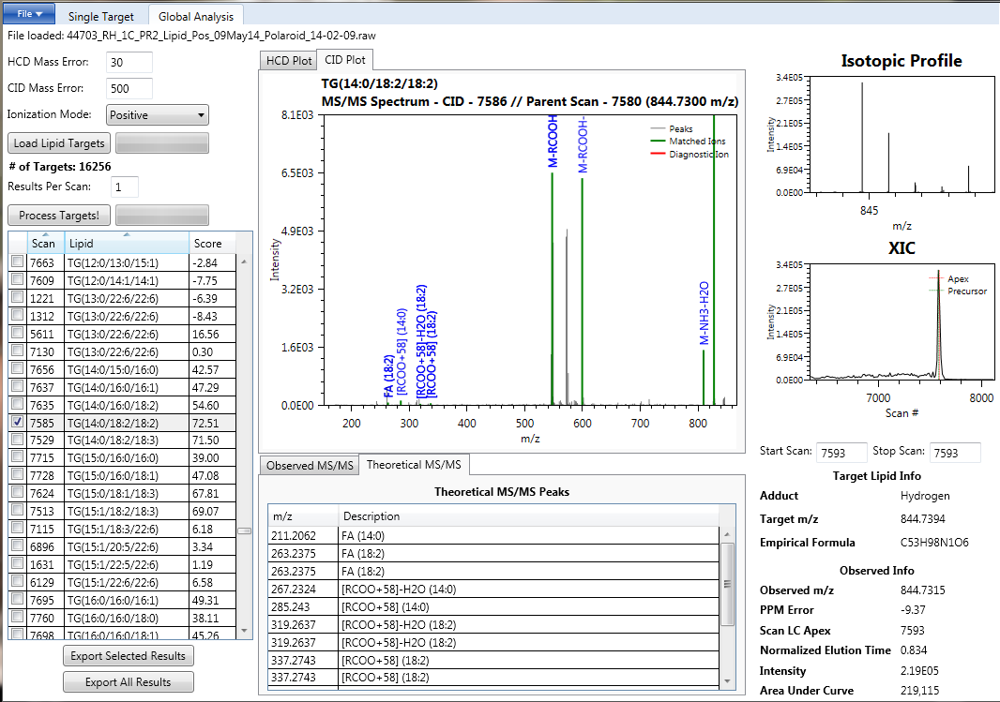 File ▼ Single Target Global Analysis
File loaded: 44703_RH_1C_PR2_Lipid_Pos_09May14_Polaroid_14-02-09.raw
HCD Mass Error: 30
CID Mass Error: 500
Ionization Mode: Positive
Load Lipid Targets
# of Targets: 16256
Results Per Scan: 1
Process Targets!
Scan Lipid Score
7663 TG(12:0/13:0/15:1) -2.84
7609 TG(12:0/14:1/14:1) -7.75
1221 TG(13:0/22:6/22:6) -6.39
1312 TG(13:0/22:6/22:6) -8.43
5611 TG(13:0/22:6/22:6) 16.56
7130 TG(13:0/22:6/22:6) 0.30
7656 TG(14:0/15:0/16:0) 42.57
7637 TG(14:0/16:0/16:1) 47.29
7635 TG(14:0/16:0/18:2) 54.60
7585 TG(14:0/18:2/18:2) 72.51
7529 TG(14:0/18:2/18:3) 71.50
7715 TG(15:0/16:0/16:0) 39.00
7728 TG(15:0/16:0/18:1) 47.08
7624 TG(15:0/18:1/18:3) 67.81
7513 TG(15:1/18:2/18:3) 69.07
7115 TG(15:1/18:3/22:6) 6.18
6896 TG(15:1/20:5/22:6) 3.34
1631 TG(15:1/22:5/22:6) 1.19
6129 TG(15:1/22:6/22:6) 6.58
7695 TG(16:0/16:0/16:1) 49.31
7760 TG(16:0/16:0/18:0) 38.11
7698 TG(16:0/16:0/18:1) 45.26
Export Selected Results
Export All Results
HCD Plot CID Plot
TG(14:0/18:2/18:2)
MS/MS Spectrum - CID - 7586 // Parent Scan - 7580 (844.7300 m/z)
8.1E03
6.5E03
4.9E03
3.2E03
1.6E03
0.0E00
Intensity
200 300 400 500 600 700 800
m/z
Peaks
Matched Ions
Diagnostic Ion
FA (18:2)
[RCOO+58] (14:0)
[RCOO+58]-H2O (18:2)
[RCOO+58] (18:2)
M-RCOOH
M-RCOOH-
M-NH3-H2O
Observed MS/MS Theoretical MS/MS
Theoretical MS/MS Peaks
m/z Description
211.2062 FA (14:0)
263.2375 FA (18:2)
263.2375 FA (18:2)
267.2324 [RCOO+58]-H2O (14:0)
285.243 [RCOO+58] (14:0)
319.2637 [RCOO+58]-H2O (18:2)
319.2637 [RCOO+58]-H2O (18:2)
337.2743 [RCOO+58] (18:2)
337.2743 [RCOO+58] (18:2)
Isotopic Profile
3.4E05
2.7E05
2.1E05
1.4E05
6.9E04
0.0E00
Intensity
845
m/z
XIC
3.4E05
2.7E05
2.1E05
1.4E05
6.9E04
0.0E00
Intensity
Apex
Precursor
7000 8000
Scan #
Start Scan: 7593 Stop Scan: 7593
Target Lipid Info
Adduct Hydrogen
Target m/z 844.7394
Empirical Formula C53H98N1O6
Observed Info
Observed m/z 844.7315
PPM Error -9.37
Scan LC Apex 7593
Normalized Elution Time 0.834
Intensity 2.19E05
Area Under Curve 219,115